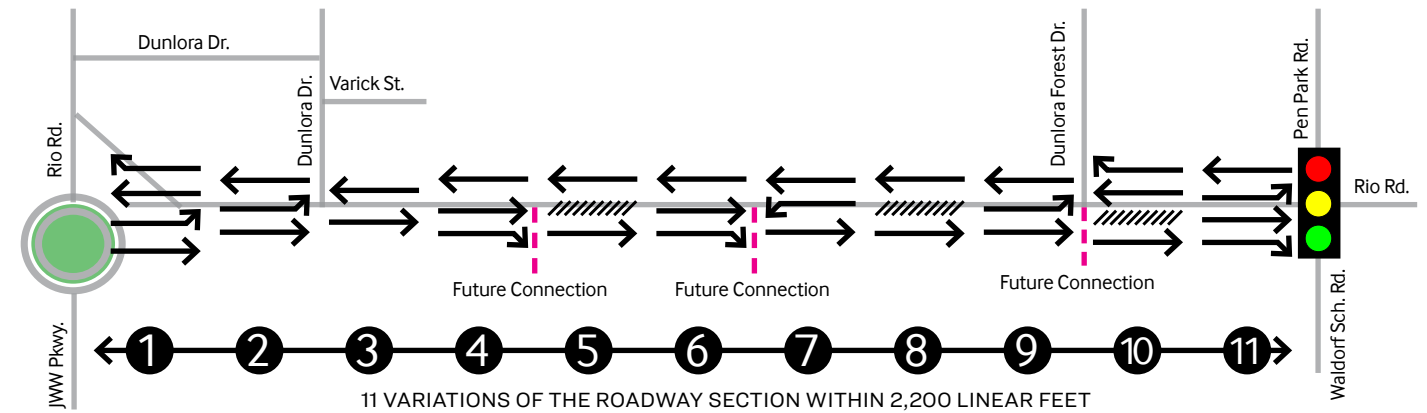 Dunlora Dr.
Rio Rd.
Dunlora Dr.
Varick St.
Dunlora Forest Dr.
Pen Park Rd.
Rio Rd.
Future Connection
Future Connection
Future Connection
JWW Pkwy.
Waldorf Sch. Rd.
1 2 3 4 5 6 7 8 9 10 11
11 VARIATIONS OF THE ROADWAY SECTION WITHIN 2,200 LINEAR FEET